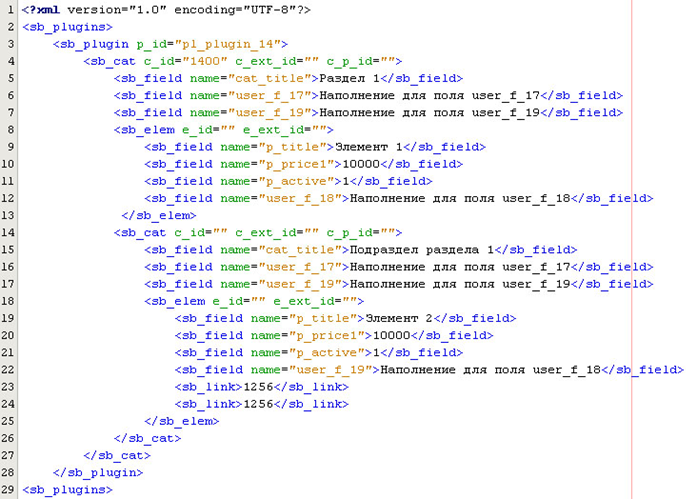 1 <?xml version="1.0" encoding="UTF-8"?>
2 <sb_plugins>
3 <sb_plugin p_id="pl_plugin_14">
4 <sb_cat c_id="1400" c_ext_id="" c_p_id="">
5 <sb_field name="cat_title">Раздел 1</sb_field>
6 <sb_field name="user_f_17">Наполнение для поля user_f_17</sb_field>
7 <sb_field name="user_f_19">Наполнение для поля user_f_19</sb_field>
8 <sb_elem e_id="" e_ext_id="">
9 <sb_field name="p_title">Элемент 1</sb_field>
10 <sb_field name="p_price1">10000</sb_field>
11 <sb_field name="p_active">1</sb_field>
12 <sb_field name="user_f_18">Наполнение для поля user_f_18</sb_field>
13 </sb_elem>
14 <sb_cat c_id="" c_ext_id="" c_p_id="">
15 <sb_field name="cat_title">Подраздел раздела 1</sb_field>
16 <sb_field name="user_f_17">Наполнение для поля user_f_17</sb_field>
17 <sb_field name="user_f_19">Наполнение для поля user_f_19</sb_field>
18 <sb_elem e_id="" e_ext_id="">
19 <sb_field name="p_title">Элемент 2</sb_field>
20 <sb_field name="p_price1">10000</sb_field>
21 <sb_field name="p_active">1</sb_field>
22 <sb_field name="user_f_19">Наполнение для поля user_f_18</sb_field>
23 <sb_link>1256</sb_link>
24 <sb_link>1256</sb_link>
25 </sb_elem>
26 </sb_cat>
27 </sb_cat>
28 </sb_plugin>
29 <sb_plugins>